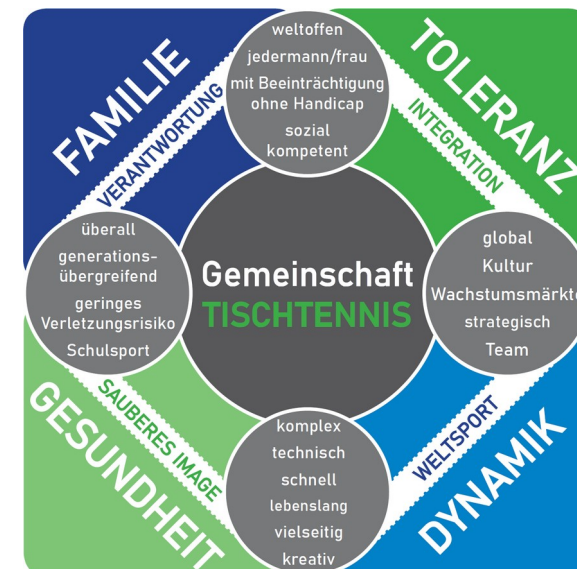 FAMILIE
VERANTWORTUNG
weltoffen
jedermann/frau
mit Beeinträchtigung
ohne Handicap
sozial
kompetent
TOLERANZ
INTEGRATION
überall
generations-
übergreifend
geringes
Verletzungsrisiko
Schulsport
Gemeinschaft
TISCHTENNIS
global
Kultur
Wachstumsmärkte
strategisch
Team
GESUNDHEIT
SAUBERES IMAGE
komplex
technisch
schnell
lebenslang
vielseitig
kreativ
WELTSPORT
DYNAMIK